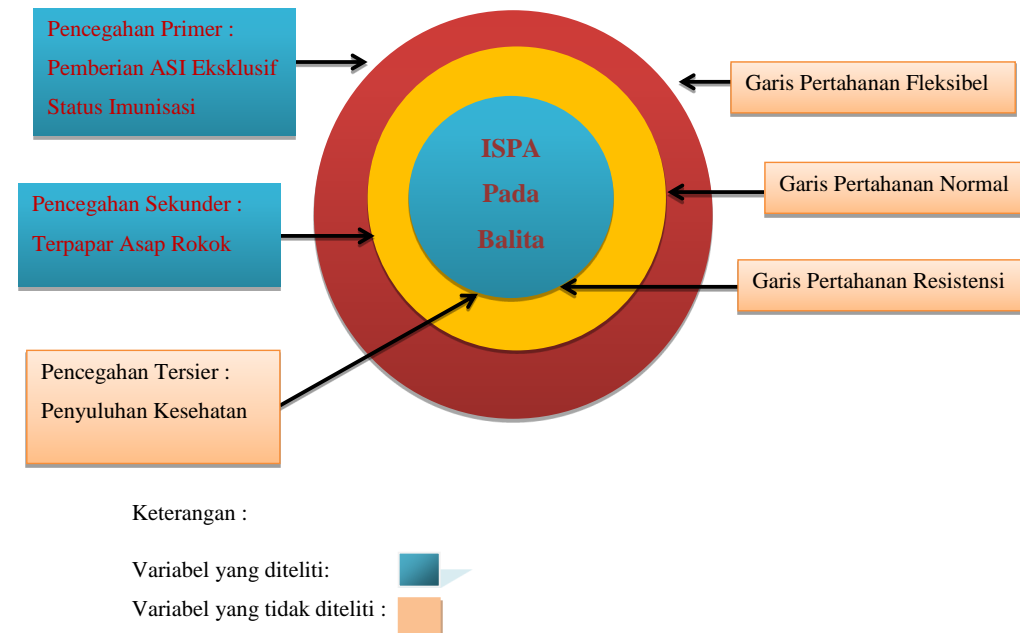 Pencegahan Primer :
Pemberian ASI Eksklusif
Status Imunisasi
Pencegahan Sekunder :
Terpapar Asap Rokok
Pencegahan Tersier :
Penyuluhan Kesehatan
ISPA
Pada
Balita
Garis Pertahanan Fleksibel
Garis Pertahanan Normal
Garis Pertahanan Resistensi
Keterangan :
Variabel yang diteliti:
Variabel yang tidak diteliti :